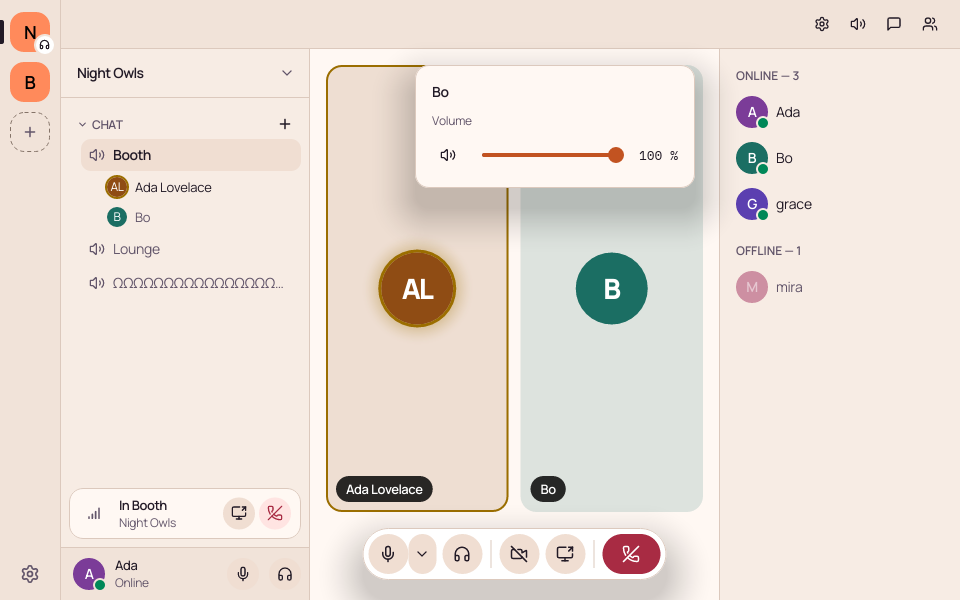 N
B
Night Owls
CHAT
Booth
AL Ada Lovelace
B Bo
Lounge
ΩΩΩΩΩΩΩΩΩΩΩΩΩΩΩ...
In Booth
Night Owls
A Ada
Online
Bo
Volume
100 %
AL
Ada Lovelace
B
Bo
ONLINE — 3
A Ada
B Bo
G grace
OFFLINE — 1
M mira